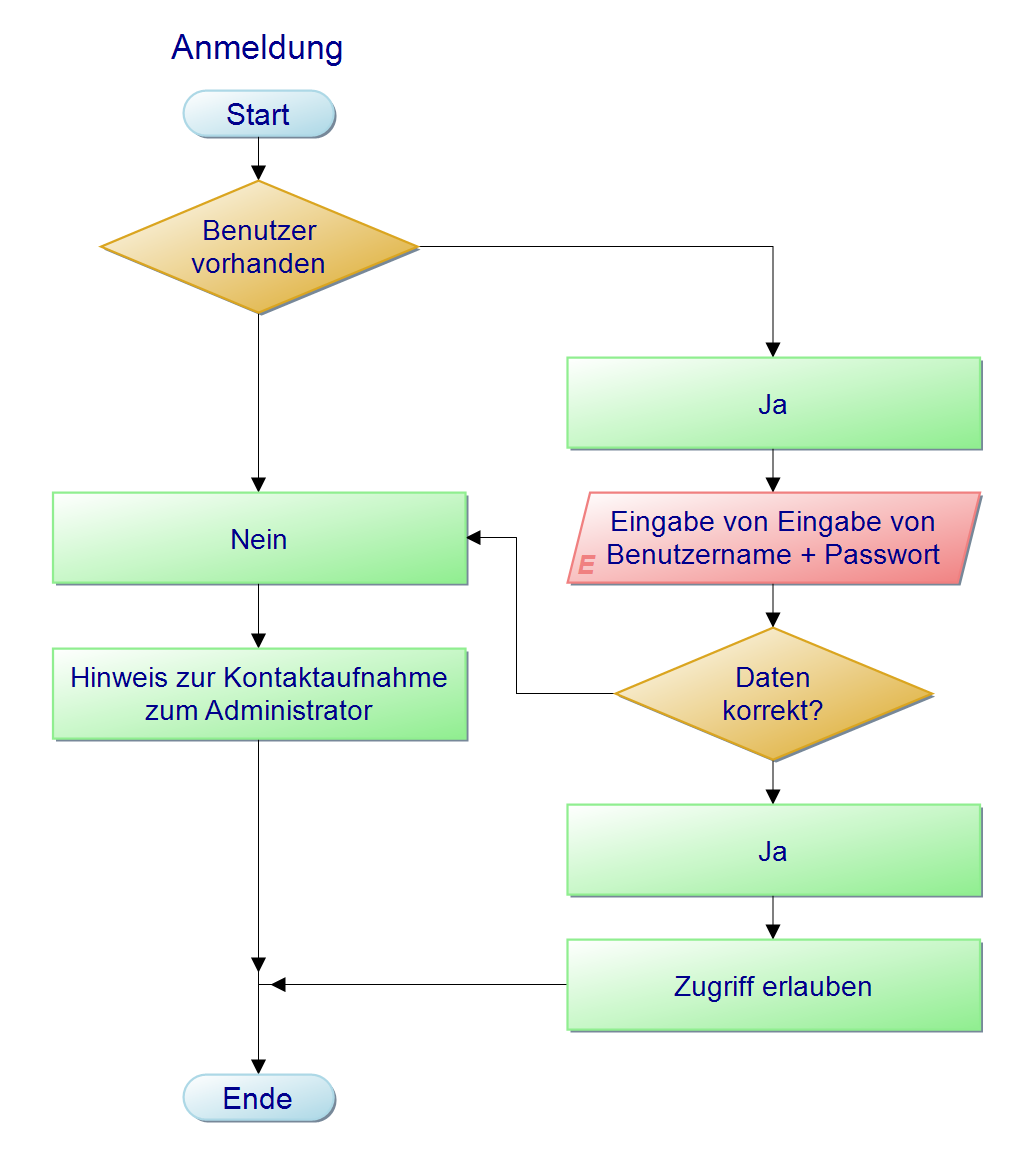 Anmeldung
Start
Benutzer
vorhanden
Ja
Nein
Eingabe von Eingabe von
Benutzername + Passwort
E
Hinweis zur Kontaktaufnahme
zum Administrator
Daten
korrekt?
Ja
Zugriff erlauben
Ende